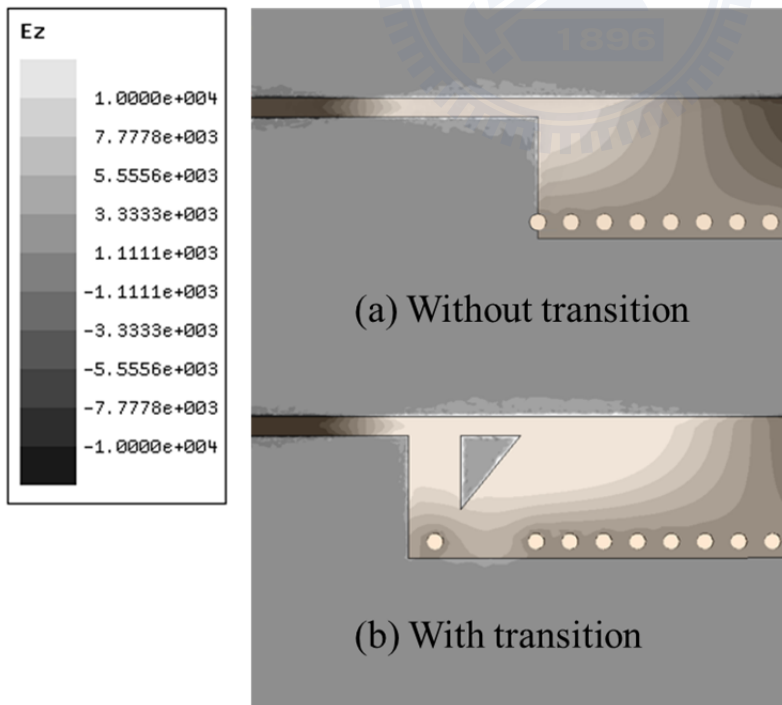 Ez
1.0000e+004
7.7778e+003
5.5556e+003
3.3333e+003
1.1111e+003
-1.1111e+003
-3.3333e+003
-5.5556e+003
-7.7778e+003
-1.0000e+004
1896
(a) Without transition
(b) With transition